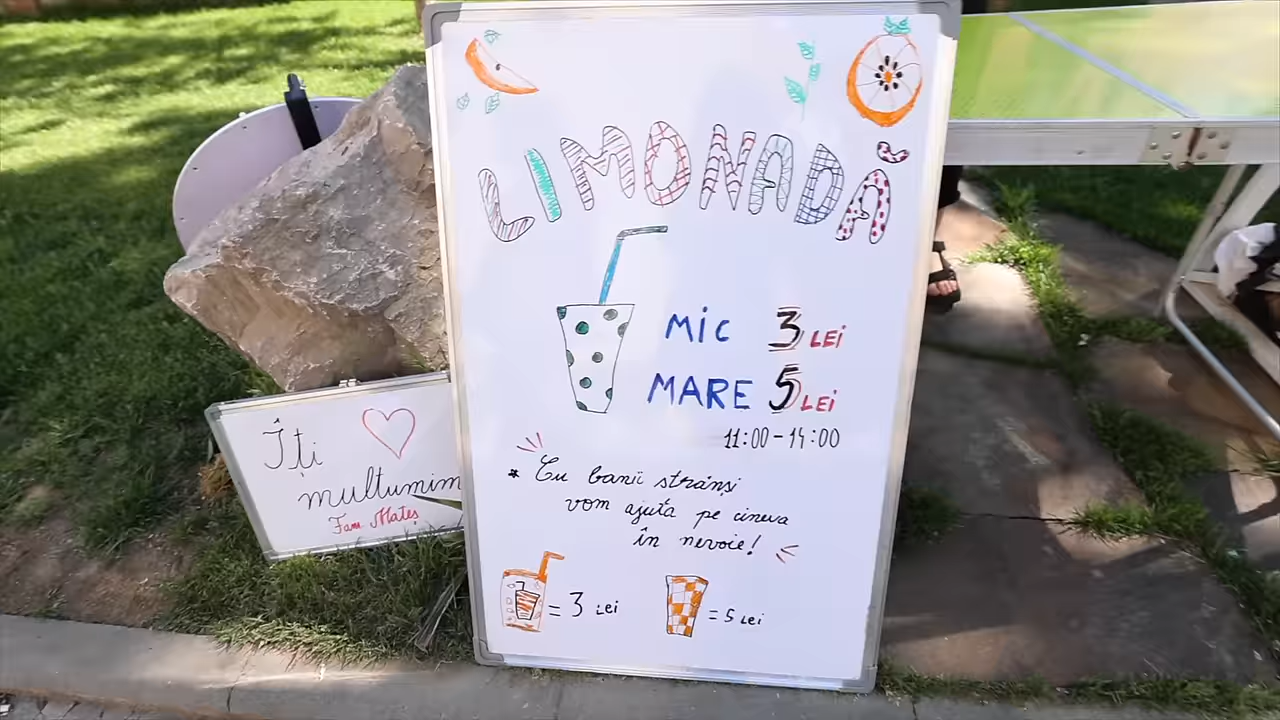 LIMONADĂ
MIC 3 LEI
MARE 5 LEI
11:00-14:00
* Cu banii strânși
vom ajuta pe cineva
în nevoie!
= 3 LEI
= 5 LEI
Îți
mulțumim
Fam Mateș